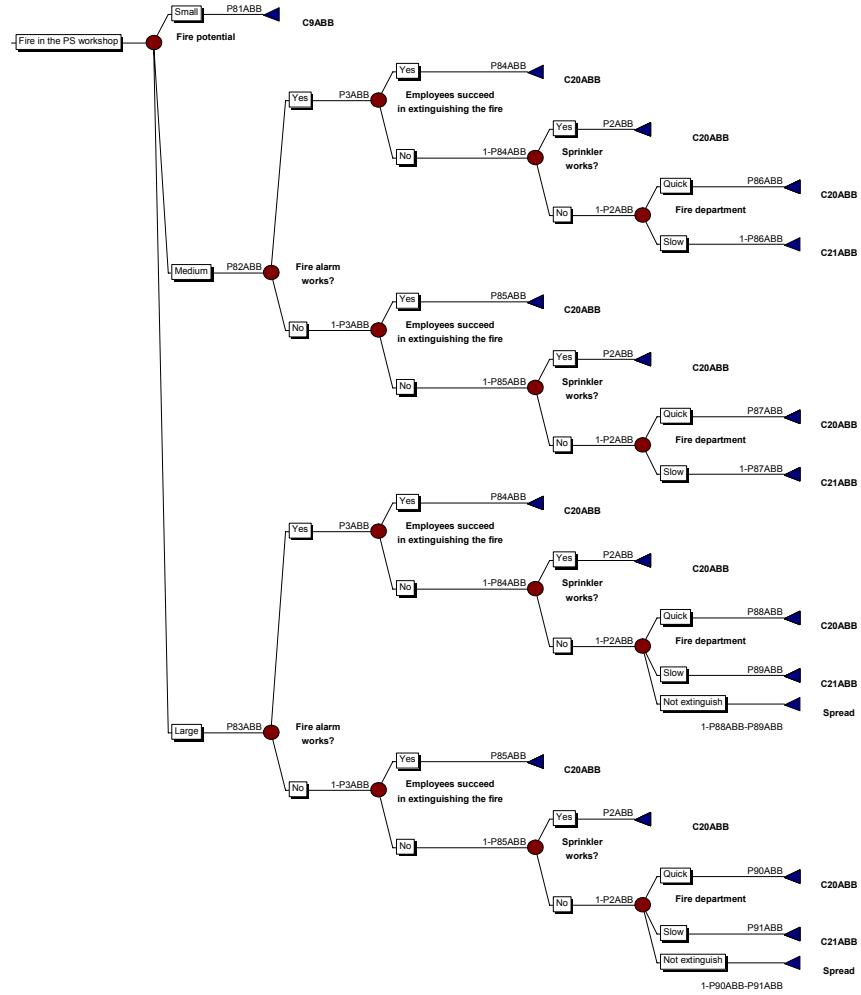 Small
P81ABB
C9ABB
Fire in the PS workshop
Fire potential
Yes
P84ABB
C20ABB
Yes
P3ABB
Employees succeed
in extinguishing the fire
Yes
P2ABB
C20ABB
No
1-P84ABB
Sprinkler
works?
Quick
P86ABB
C20ABB
No
1-P2ABB
Fire department
Slow
1-P86ABB
C21ABB
Medium
P82ABB
Fire alarm
works?
Yes
P85ABB
C20ABB
No
1-P3ABB
Employees succeed
in extinguishing the fire
Yes
P2ABB
C20ABB
No
1-P85ABB
Sprinkler
works?
Quick
P87ABB
C20ABB
No
1-P2ABB
Fire department
Slow
1-P87ABB
C21ABB
Yes
P84ABB
C20ABB
Yes
P3ABB
Employees succeed
in extinguishing the fire
Yes
P2ABB
C20ABB
No
1-P84ABB
Sprinkler
works?
Quick
P88ABB
C20ABB
No
1-P2ABB
Fire department
Slow
P89ABB
C21ABB
Not extinguish
Spread
1-P88ABB-P89ABB
Large
P83ABB
Fire alarm
works?
Yes
P85ABB
C20ABB
No
1-P3ABB
Employees succeed
in extinguishing the fire
Yes
P2ABB
C20ABB
No
1-P85ABB
Sprinkler
works?
Quick
P90ABB
C20ABB
No
1-P2ABB
Fire department
Slow
P91ABB
C21ABB
Not extinguish
Spread
1-P90ABB-P91ABB